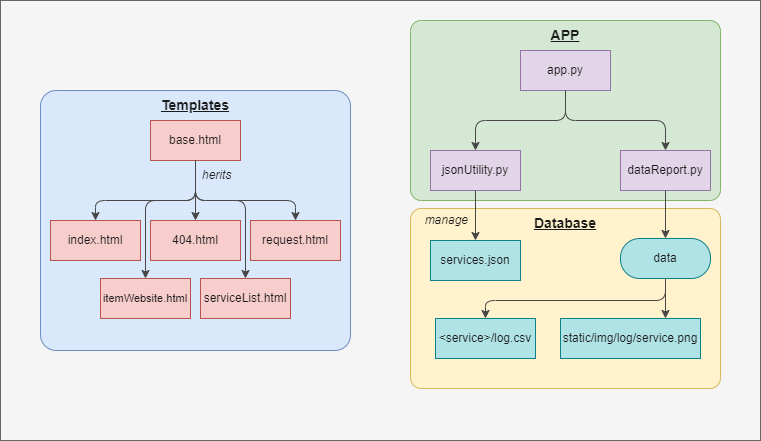 Templates
base.html
herits
index.html
404.html
request.html
itemWebsite.html
serviceList.html
APP
app.py
jsonUtility.py
dataReport.py
manage
Database
services.json
data
<service>/log.csv
static/img/log/service.png